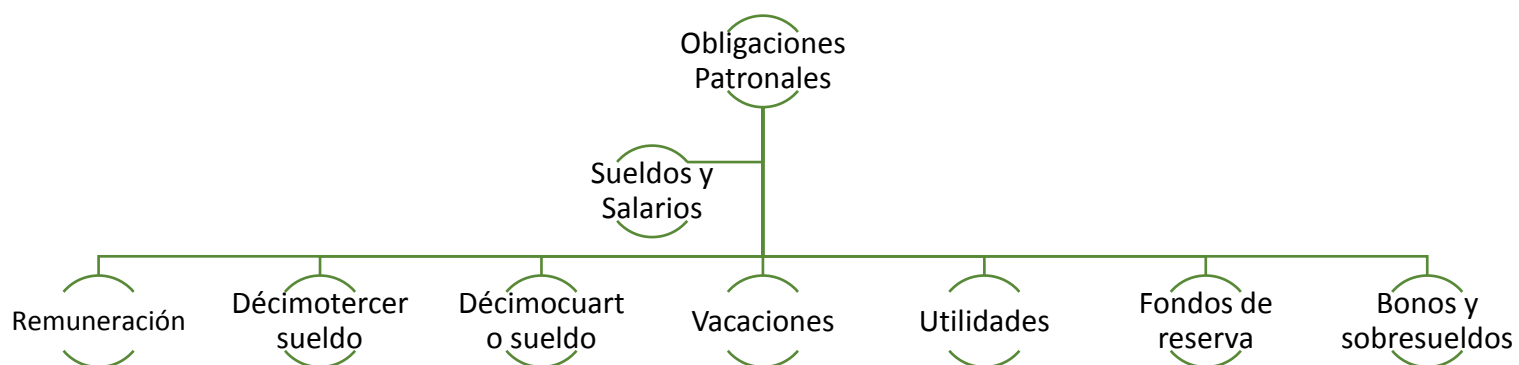 Obligaciones
Patronales
Sueldos y
Salarios
Remuneración
Décimotercer
sueldo
Décimocuart
o sueldo
Vacaciones
Utilidades
Fondos de
reserva
Bonos y
sobresueldos